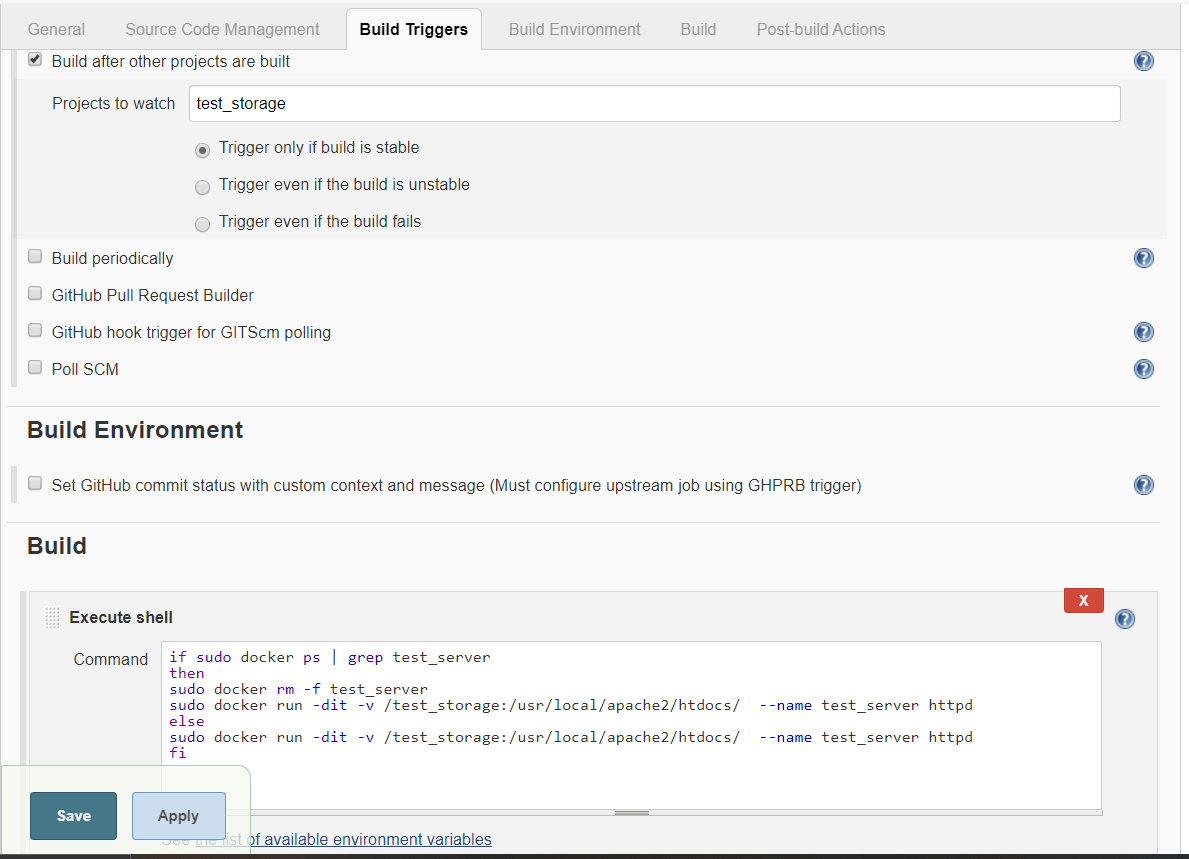 General Source Code Management Build Triggers Build Environment Build Post-build Actions
Build after other projects are built
Projects to watch test_storage
Trigger only if build is stable
Trigger even if the build is unstable
Trigger even if the build fails
Build periodically
GitHub Pull Request Builder
GitHub hook trigger for GITScm polling
Poll SCM
Build Environment
Set GitHub commit status with custom context and message (Must configure upstream job using GHPRB trigger)
Build
X
Execute shell
Command
if sudo docker ps | grep test_server
then
sudo docker rm -f test_server
sudo docker run -dit -v /test_storage:/usr/local/apache2/htdocs/  --name test_server httpd
else
sudo docker run -dit -v /test_storage:/usr/local/apache2/htdocs/  --name test_server httpd
fi
Save Apply
See the list of available environment variables